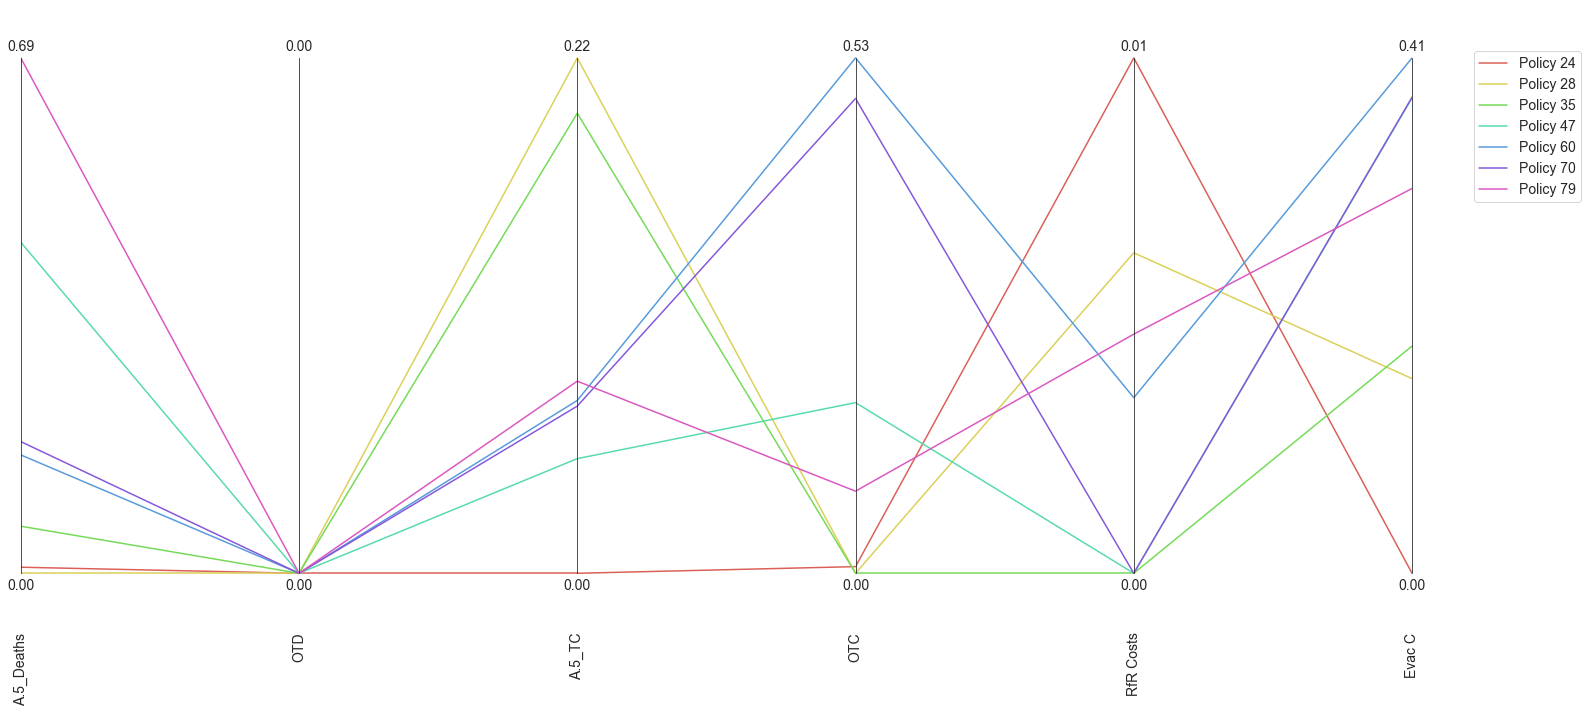 0.69
0.00
0.22
0.53
0.01
0.41
Policy 24
Policy 28
Policy 35
Policy 47
Policy 60
Policy 70
Policy 79
0.00
0.00
0.00
0.00
0.00
0.00
A.5_Deaths
OTD
A.5_TC
OTC
RfR Costs
Evac C